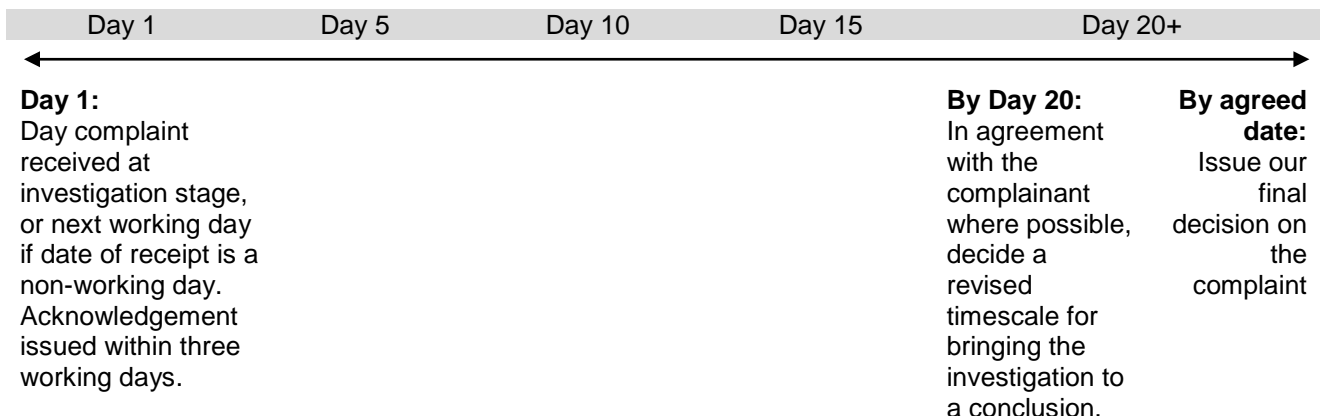 Day 1 Day 5 Day 10 Day 15 Day 20+
Day 1:
Day complaint
received at
investigation stage,
or next working day
if date of receipt is a
non-working day.
Acknowledgement
issued within three
working days.
By Day 20:
In agreement
with the
complainant
where possible,
decide a
revised
timescale for
bringing the
investigation to
a conclusion.
By agreed
date:
Issue our
final
decision on
the
complaint